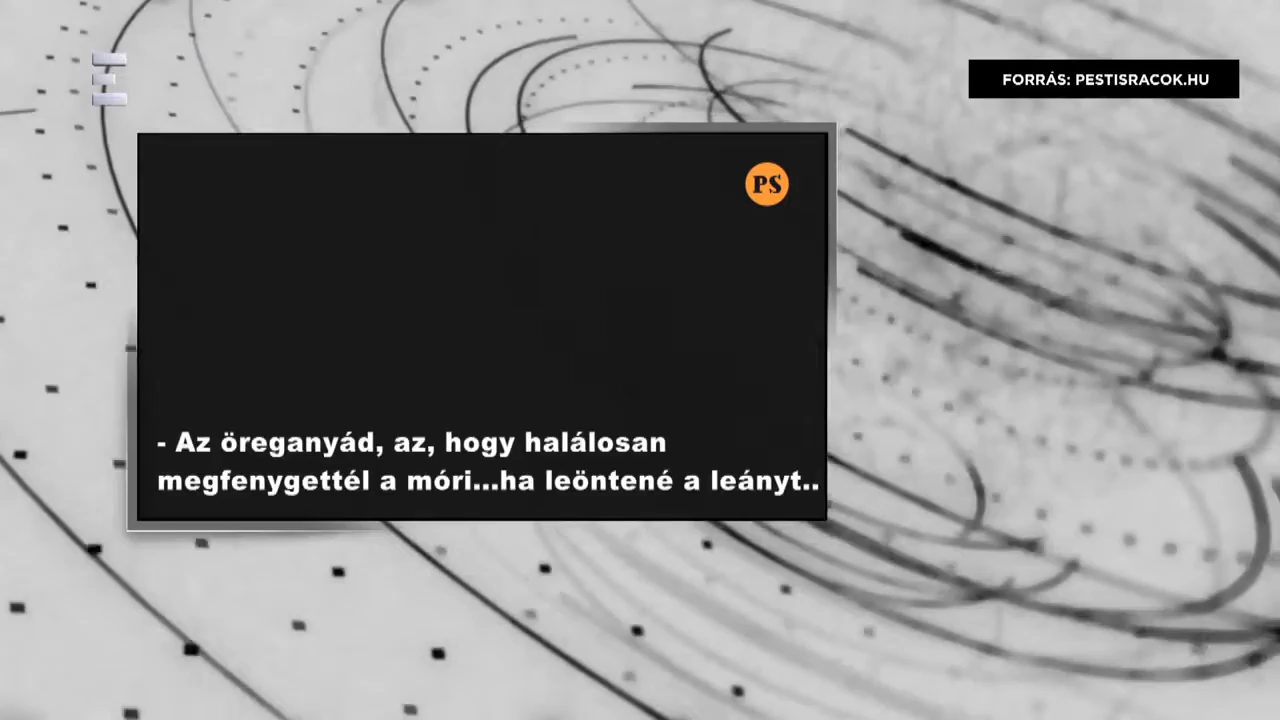 FORRÁS: PESTISRACOK.HU
PS
- Az öreganyád, az, hogy halálosan
megfenygettél a móri...ha leöntené a leányt..